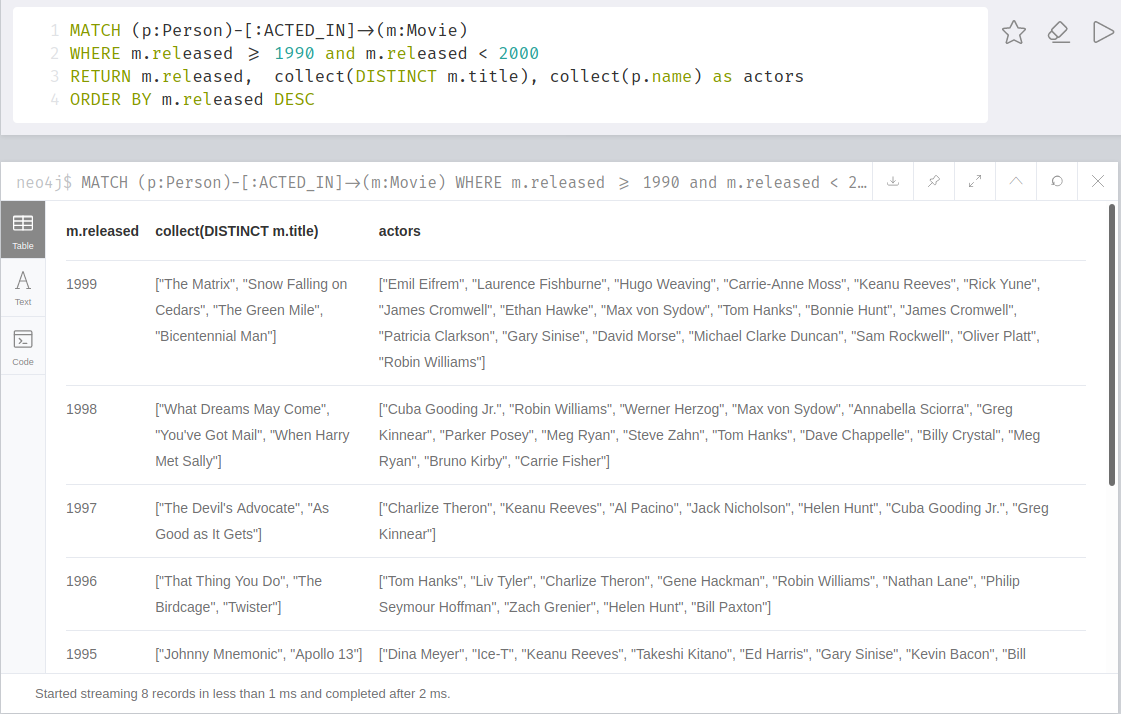 1 MATCH (p:Person)-[:ACTED_IN]→(m:Movie)
2 WHERE m.released ⩾ 1990 and m.released < 2000
3 RETURN m.released,  collect(DISTINCT m.title), collect(p.name) as actors
4 ORDER BY m.released DESC
neo4j$ MATCH (p:Person)-[:ACTED_IN]→(m:Movie) WHERE m.released ⩾ 1990 and m.released < 2…
Table
Text
Code
m.released collect(DISTINCT m.title) actors
1999 ["The Matrix", "Snow Falling on ["Emil Eifrem", "Laurence Fishburne", "Hugo Weaving", "Carrie-Anne Moss", "Keanu Reeves", "Rick Yune",
Cedars", "The Green Mile", "James Cromwell", "Ethan Hawke", "Max von Sydow", "Tom Hanks", "Bonnie Hunt", "James Cromwell",
"Bicentennial Man"] "Patricia Clarkson", "Gary Sinise", "David Morse", "Michael Clarke Duncan", "Sam Rockwell", "Oliver Platt",
"Robin Williams"]
1998 ["What Dreams May Come", ["Cuba Gooding Jr.", "Robin Williams", "Werner Herzog", "Max von Sydow", "Annabella Sciorra", "Greg
"You've Got Mail", "When Harry Kinnear", "Parker Posey", "Meg Ryan", "Steve Zahn", "Tom Hanks", "Dave Chappelle", "Billy Crystal", "Meg
Met Sally"] Ryan", "Bruno Kirby", "Carrie Fisher"]
1997 ["The Devil's Advocate", "As ["Charlize Theron", "Keanu Reeves", "Al Pacino", "Jack Nicholson", "Helen Hunt", "Cuba Gooding Jr.", "Greg
Good as It Gets"] Kinnear"]
1996 ["That Thing You Do", "The ["Tom Hanks", "Liv Tyler", "Charlize Theron", "Gene Hackman", "Robin Williams", "Nathan Lane", "Philip
Birdcage", "Twister"] Seymour Hoffman", "Zach Grenier", "Helen Hunt", "Bill Paxton"]
1995 ["Johnny Mnemonic", "Apollo 13"] ["Dina Meyer", "Ice-T", "Keanu Reeves", "Takeshi Kitano", "Ed Harris", "Gary Sinise", "Kevin Bacon", "Bill
Started streaming 8 records in less than 1 ms and completed after 2 ms.